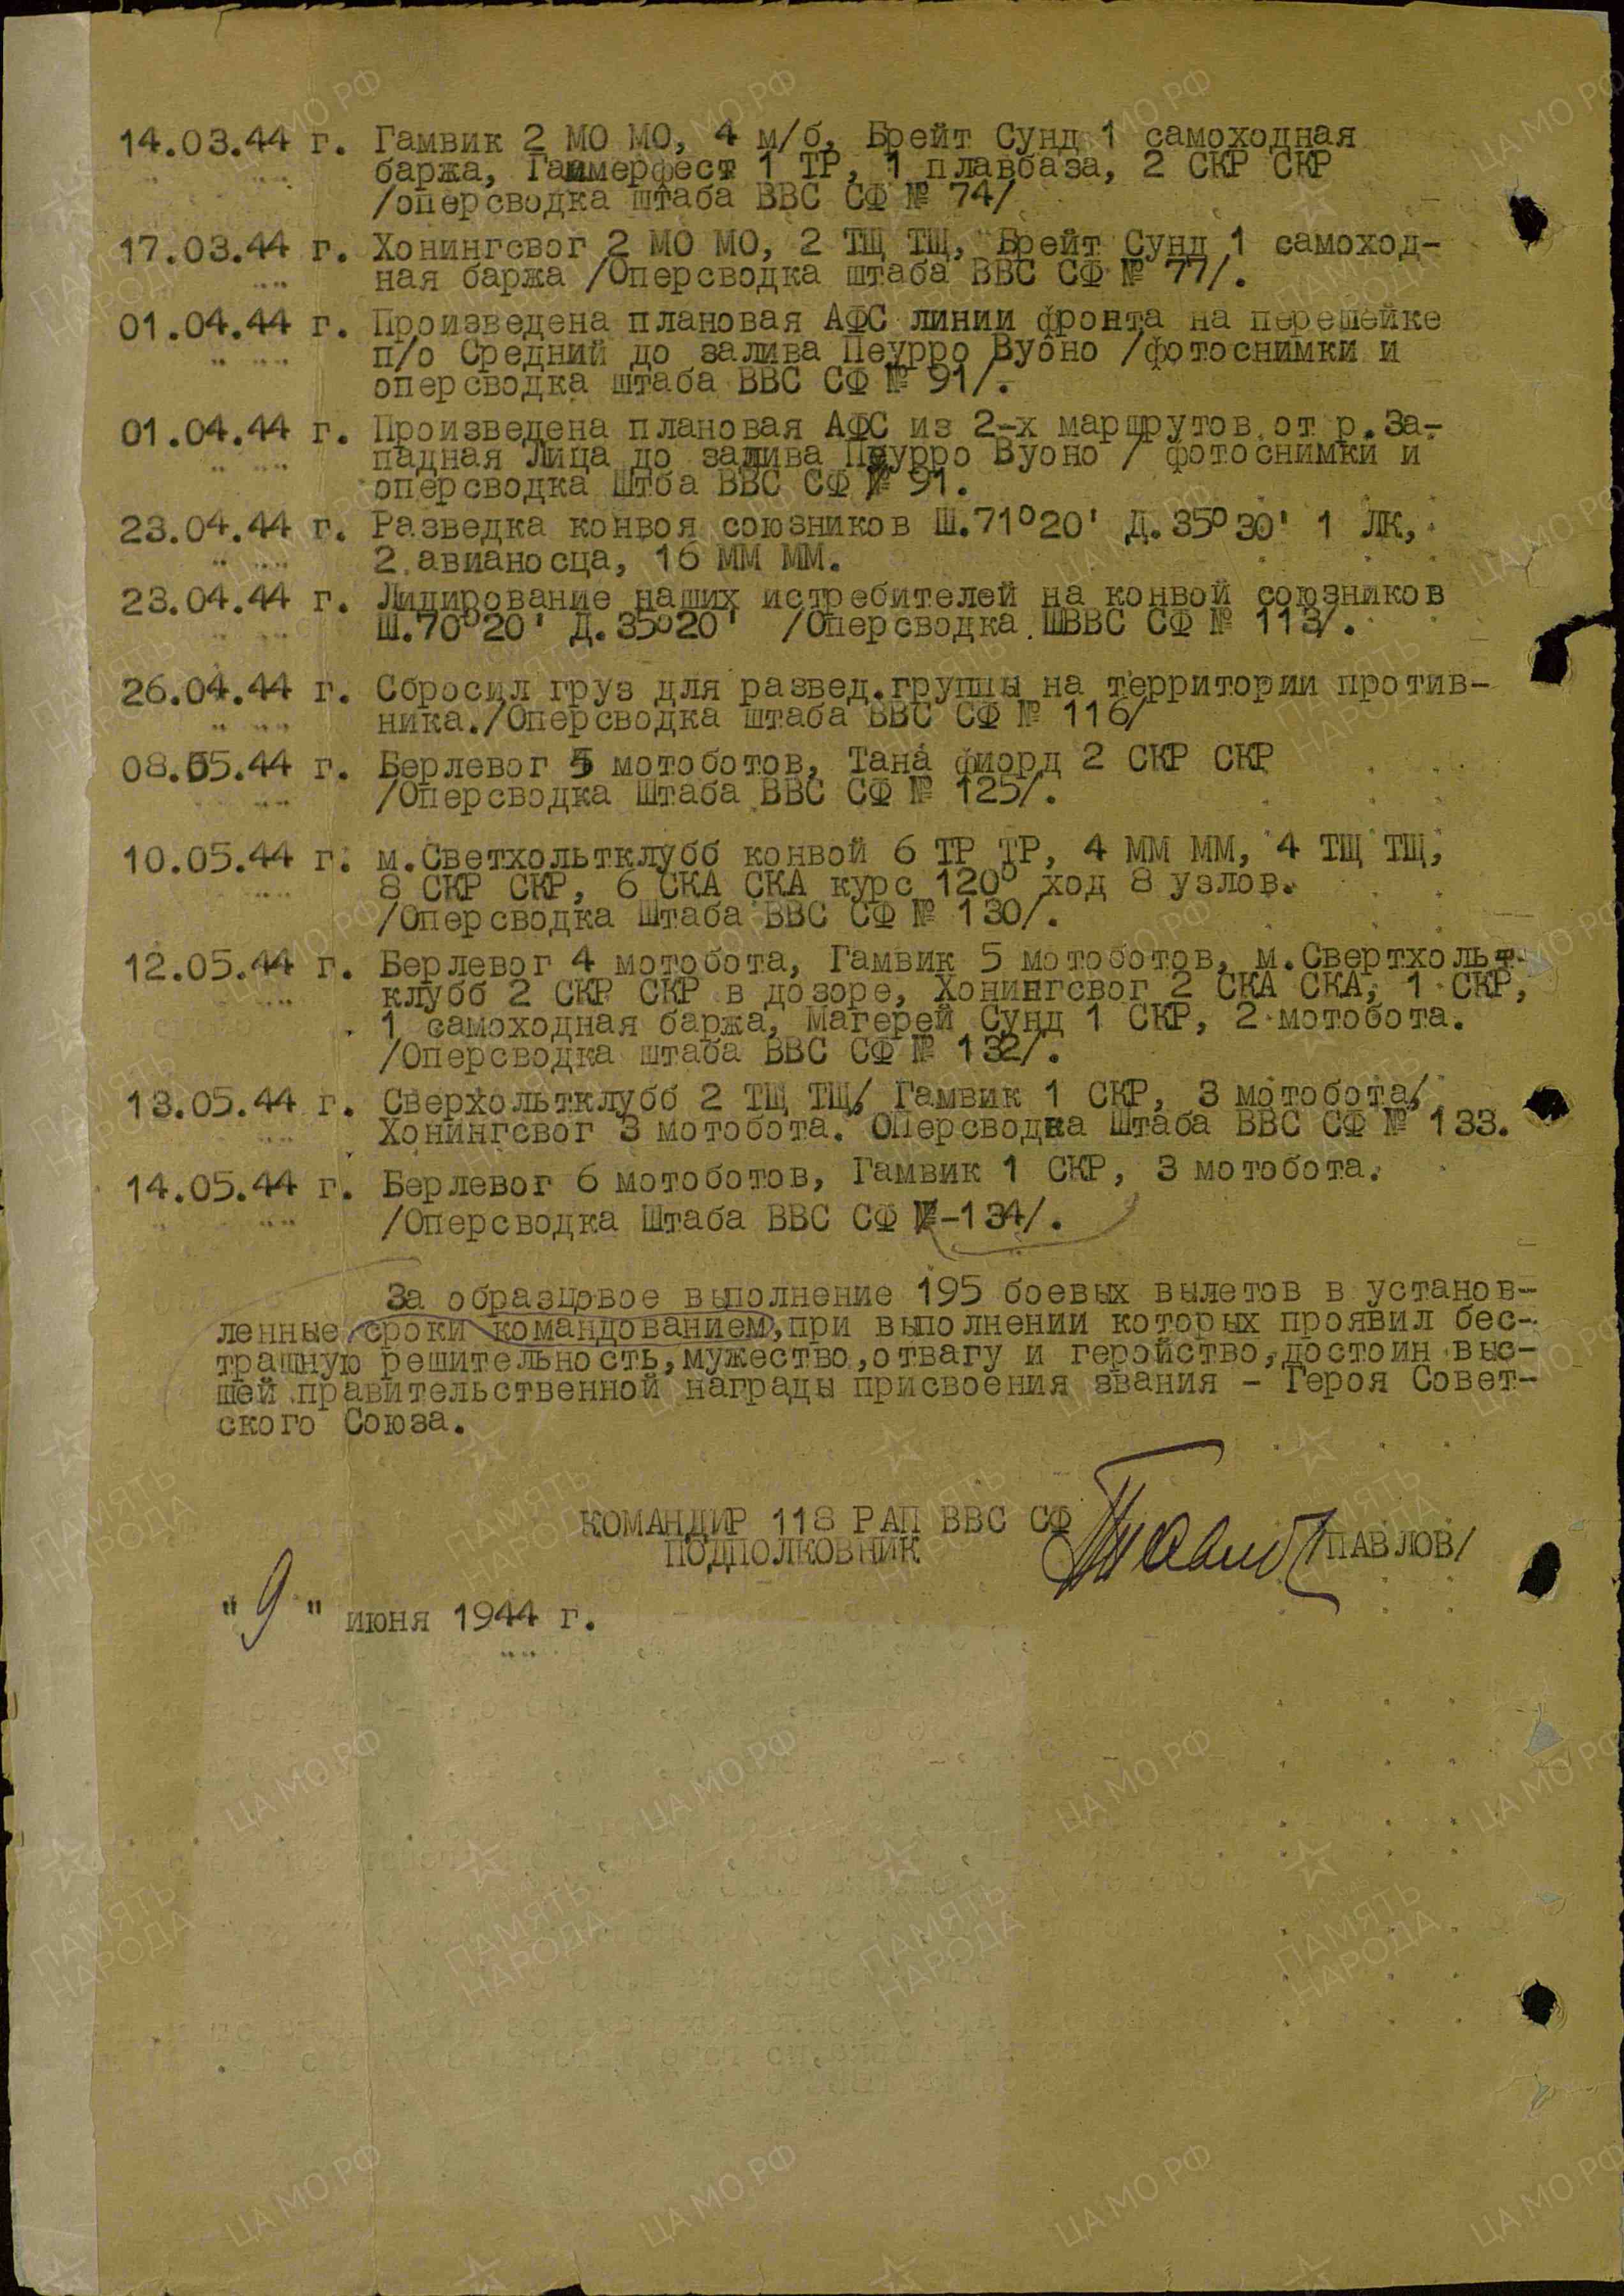 14.03.44 г. Гамвик 2 МО МО, 4 м/б, Брейт Сунд 1 самоходная
баржа, Гаммерфест 1 ТР, 1 плавбаза, 2 СКР СКР
/оперсводка штаба ВВС СФ № 74/
17.03.44 г. Хонингсвог 2 МО МО, 2 ТЩ ТЩ, Брейт Сунд 1 самоход-
ная баржа /Оперсводка штаба ВВС СФ № 77/.
01.04.44 г. Произведена плановая АФС линии фронта на перешейке
п/о Средний до залива Пеурро Вуоно /фотоснимки и
оперсводка штаба ВВС СФ № 91/.
01.04.44 г. Произведена плановая АФС из 2-х маршрутов от р.За-
падная Лица до залива Пеурро Вуоно / фотоснимки и
оперсводка Штба ВВС СФ № 91.
23.04.44 г. Разведка конвоя союзников Ш.71º20' Д.35º30' 1 ЛК,
2 авианосца, 16 ММ ММ.
23.04.44 г. Лидирование наших истребителей на конвой союзников
Ш.70º20' Д.35º20' /Оперсводка ШВВС СФ № 113/.
26.04.44 г. Сбросил груз для развед.группы на территории против-
ника./Оперсводка штаба ВВС СФ № 116/
08.05.44 г. Берлевог 5 мотоботов, Тана фиорд 2 СКР СКР
/Оперсводка Штаба ВВС СФ № 125/.
10.05.44 г. м.Светхольтклубб конвой 6 ТР ТР, 4 ММ ММ, 4 ТЩ ТЩ,
8 СКР СКР, 6 СКА СКА курс 120º ход 8 узлов.
/Оперсводка Штаба ВВС СФ № 130/.
12.05.44 г. Берлевог 4 мотобота, Гамвик 5 мотоботов, м.Свертхольт-
клубб 2 СКР СКР в дозоре, Хонингсвог 2 СКА СКА, 1 СКР,
1 самоходная баржа, Магерей Сунд 1 СКР, 2 мотобота.
/Оперсводка штаба ВВС СФ № 132/.
13.05.44 г. Сверхольтклубб 2 ТЩ ТЩ, Гамвик 1 СКР, 3 мотобота,
Хонингсвог 3 мотобота. Оперсводка Штаба ВВС СФ № 133.
14.05.44 г. Берлевог 6 мотоботов, Гамвик 1 СКР, 3 мотобота.
/Оперсводка Штаба ВВС СФ №-134/.
За образцовое выполнение 195 боевых вылетов в установ-
ленные сроки командованием, при выполнении которых проявил бес-
трашную решительность, мужество, отвагу и геройство, достоин выс-
шей правительственной награды присвоения звания - Героя Совет-
ского Союза.
КОМАНДИР 118 РАП ВВС СФ
ПОДПОЛКОВНИК /ПАВЛОВ/
"9" июня 1944 г.
ЦА МО РФ
ПАМЯТЬ
НАРОДА